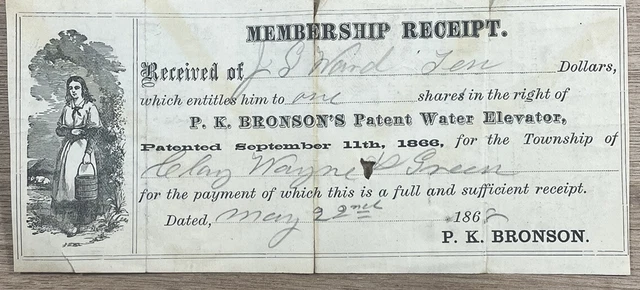 MEMBERSHIP RECEIPT.
Received of J S Ward Ten Dollars,
which entitles him to one shares in the right of
P. K. BRONSON'S Patent Water Elevator,
Patented September 11th, 1866, for the Township of
Clay Wayne & Green
for the payment of which this is a full and sufficient receipt.
Dated, May 22nd 1868
P. K. BRONSON.